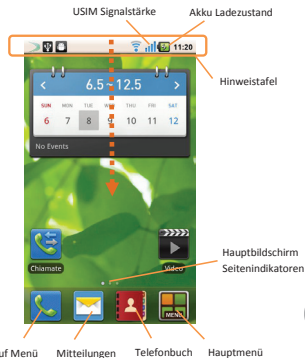 USIM Signalstärke
Akku Ladezustand
11:20
Hinweistafel
6.5 - 12.5
SUN MON TUE WED THU FRI SAT
6 7 8 9 10 11 12
No Events
Hauptbildschirm
Seitenindikatoren
Chiamate
Video
MENU
uf Menü
Mitteilungen
Telefonbuch
Hauptmenü